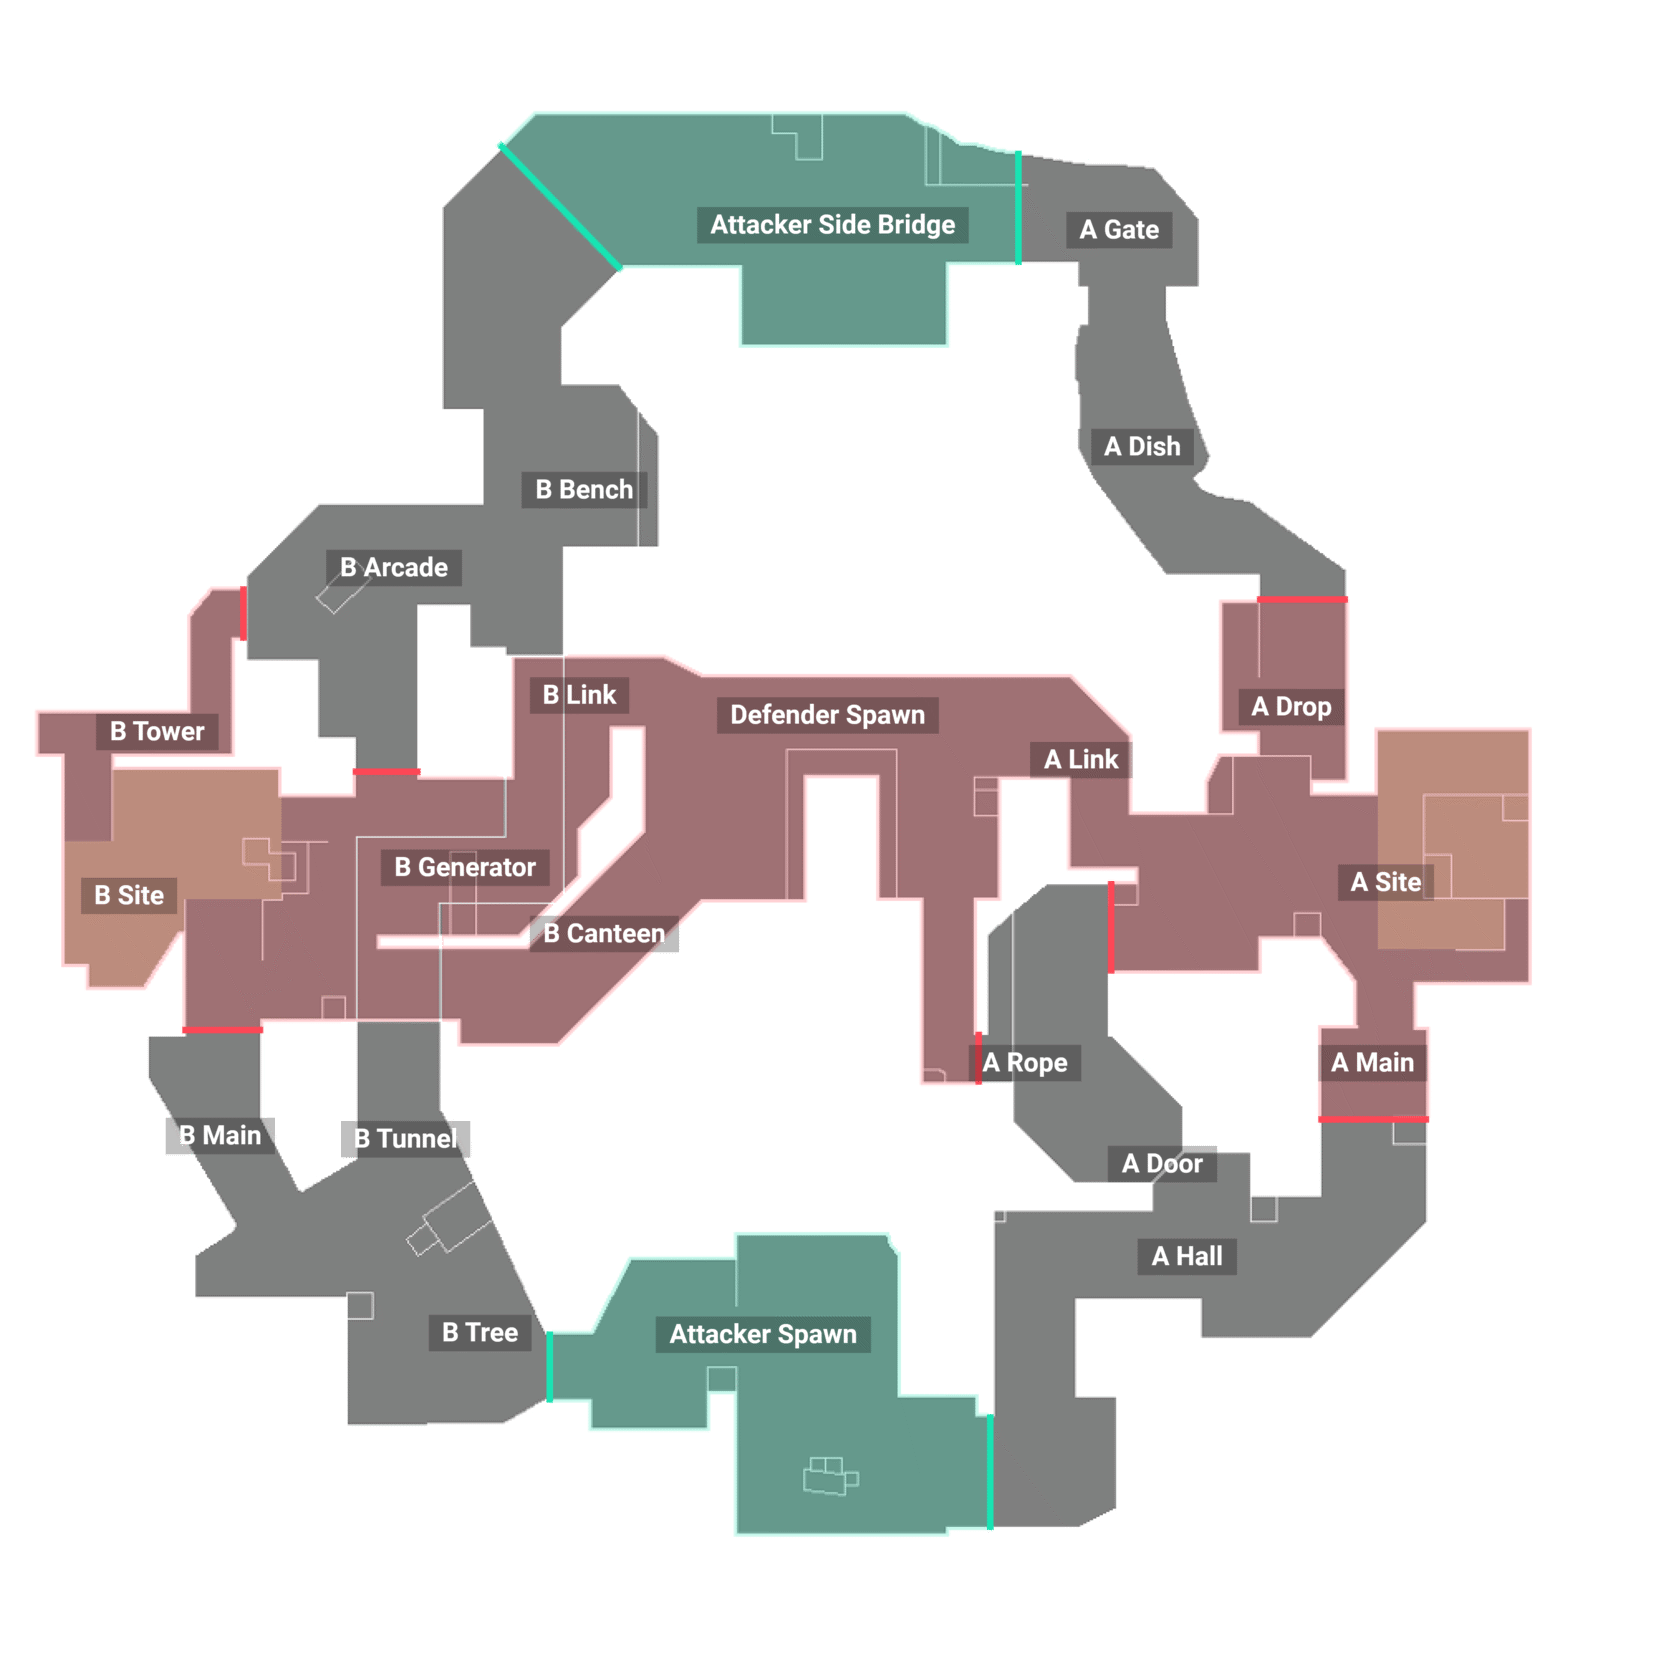 Attacker Side Bridge
A Gate
A Dish
B Bench
B Arcade
B Link
A Drop
Defender Spawn
B Tower
A Link
B Generator
A Site
B Site
B Canteen
A Rope
A Main
B Main
B Tunnel
A Door
A Hall
B Tree
Attacker Spawn